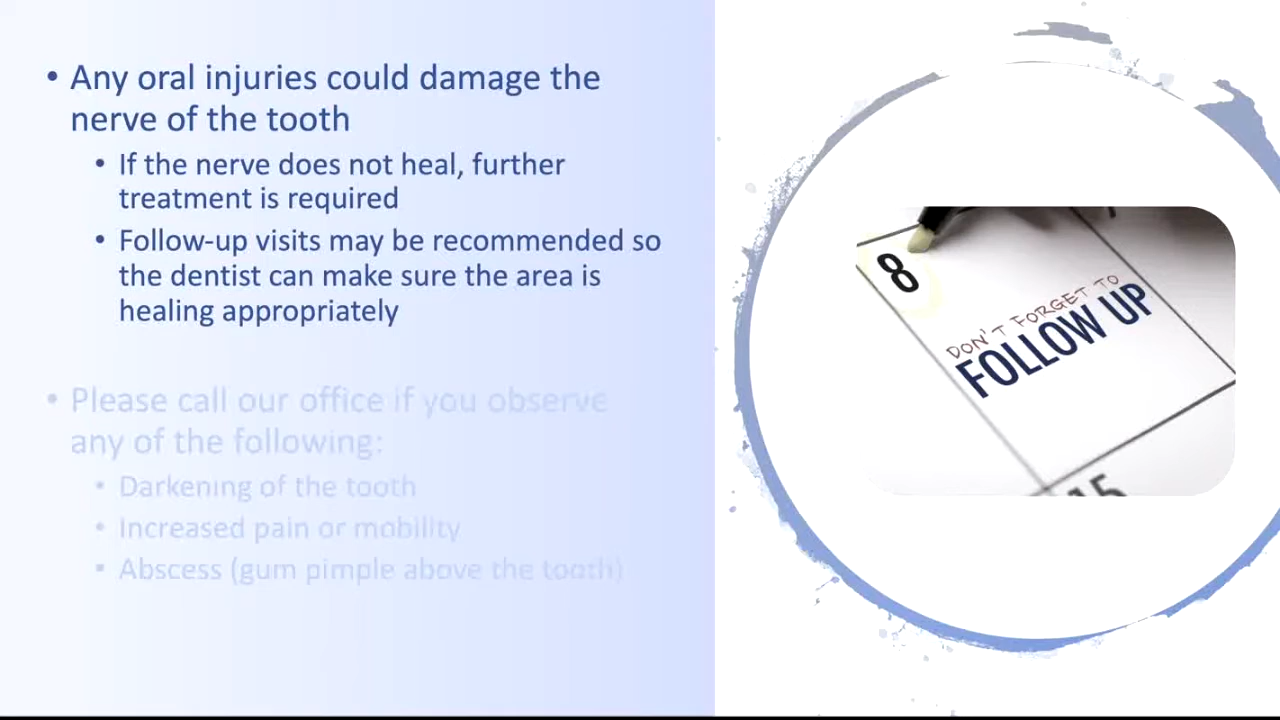 • Any oral injuries could damage the
nerve of the tooth
• If the nerve does not heal, further
treatment is required
• Follow-up visits may be recommended so
the dentist can make sure the area is
healing appropriately
• Please call our office if you observe
any of the following:
• Darkening of the tooth
• Increased pain or mobility
• Abscess (gum pimple above the tooth)
8
DON'T FORGET TO
FOLLOW UP
15